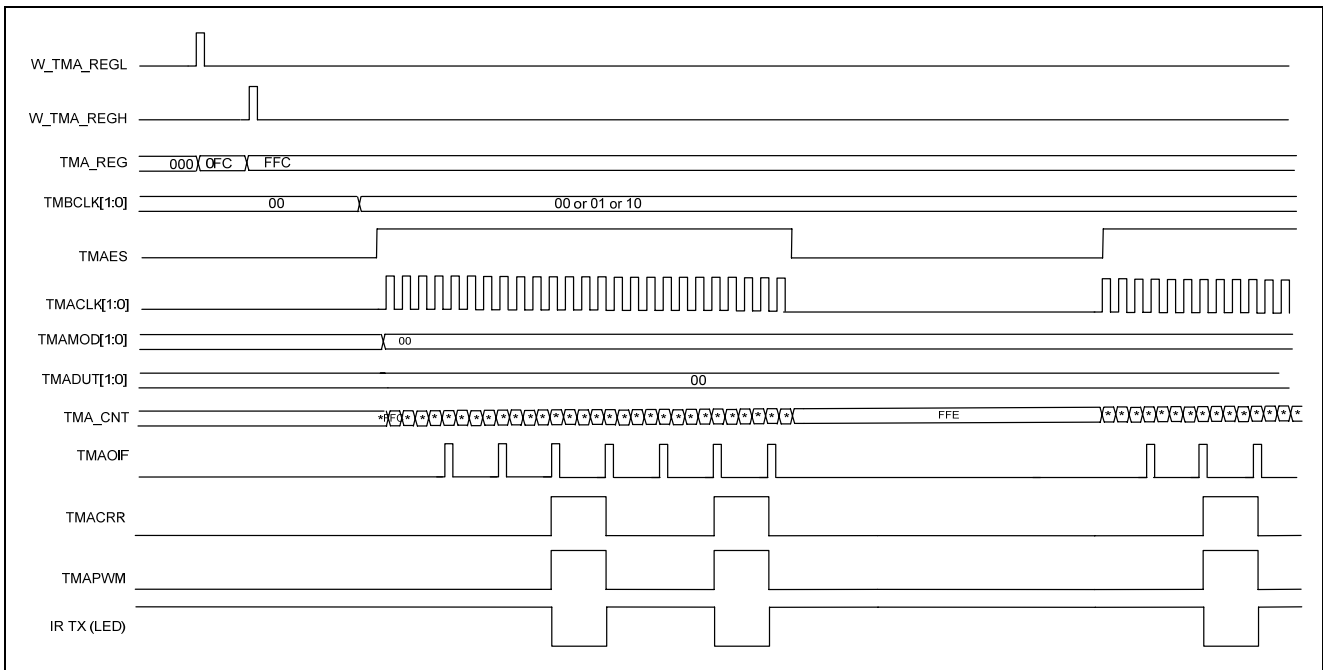 W_TMA_REGL
W_TMA_REGH
TMA_REG 000 0FC FFC
TMBCLK[1:0] 00 00 or 01 or 10
TMAES
TMACLK[1:0]
TMAMOD[1:0] 00
TMADUT[1:0] 00
TMA_CNT * FFC * * * * * * * * * * * * * * * * * * * * * * * * * * * * * FFE * * * * * * * * * * * * * * *
TMAOIF
TMACRR
TMAPWM
IR TX (LED)